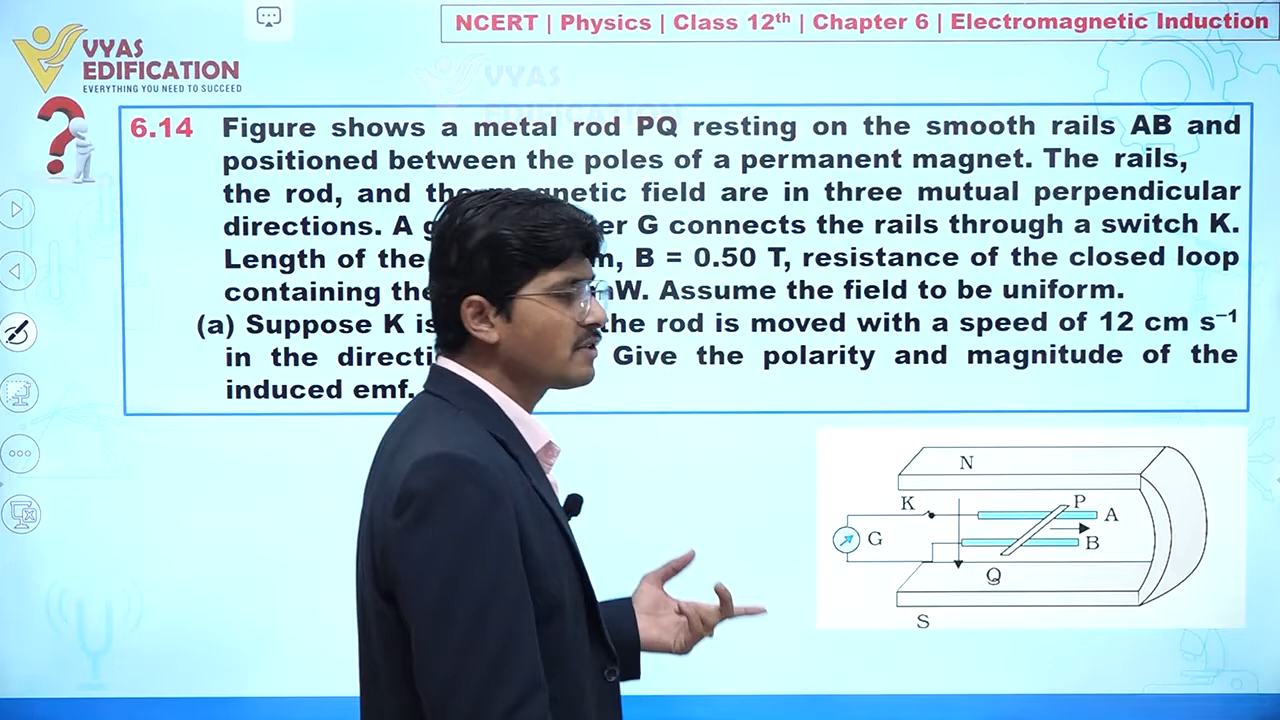 NCERT | Physics | Class 12th | Chapter 6 | Electromagnetic Induction
VYAS
EDIFICATION
EVERYTHING YOU NEED TO SUCCEED
VYAS
EDIFICATION
6.14 Figure shows a metal rod PQ resting on the smooth rails AB and
positioned between the poles of a permanent magnet. The rails,
the rod, and the magnetic field are in three mutual perpendicular
directions. A G connects the rails through a switch K.
Length of the B = 0.50 T, resistance of the closed loop
containing the Assume the field to be uniform.
(a) Suppose K the rod is moved with a speed of 12 cm s⁻¹
in the Give the polarity and magnitude of the
induced emf.
N
K P A
G B
Q
S